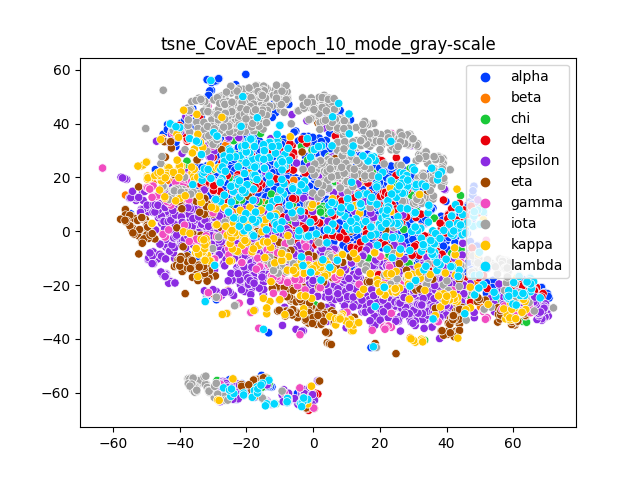 tsne_CovAE_epoch_10_mode_gray-scale
60
40
20
0
−20
−40
−60
−60
−40
−20
0
20
40
60
alpha
beta
chi
delta
epsilon
eta
gamma
iota
kappa
lambda